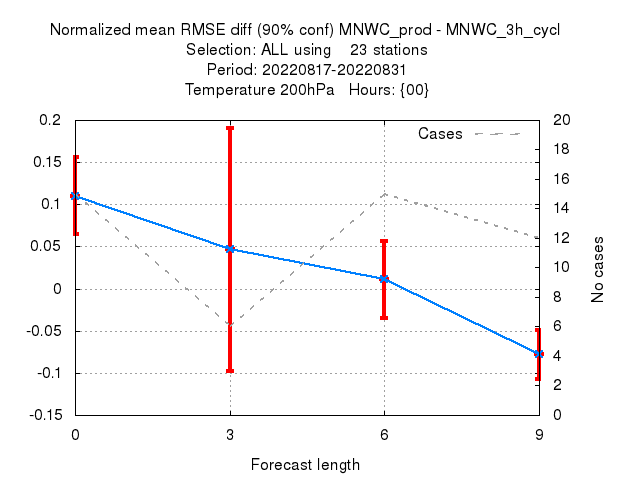 Normalized mean RMSE diff (90% conf) MNWC_prod - MNWC_3h_cycl
Selection: ALL using    23 stations
Period: 20220817-20220831
Temperature 200hPa   Hours: {00}
Cases
0.2
0.15
0.1
0.05
0
-0.05
-0.1
-0.15
20
18
16
14
12
10
8
6
4
2
0
No cases
0 3 6 9
Forecast length